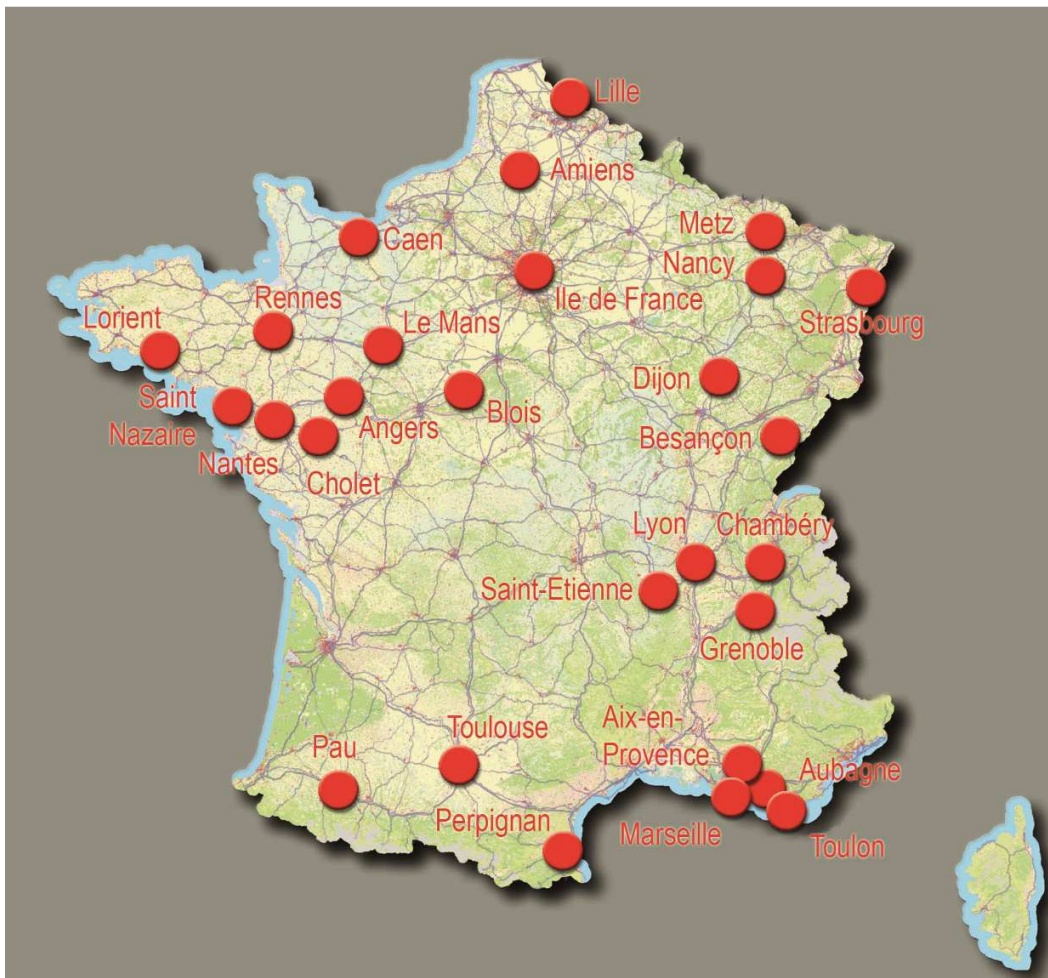 Lille
Amiens
Metz
Caen
Nancy
Ile de France
Rennes
Strasbourg
Lorient
Le Mans
Dijon
Saint
Nazaire
Blois
Angers
Besançon
Nantes
Cholet
Lyon
Chambéry
Saint-Etienne
Grenoble
Aix-en-
Provence
Toulouse
Pau
Aubagne
Perpignan
Marseille
Toulon